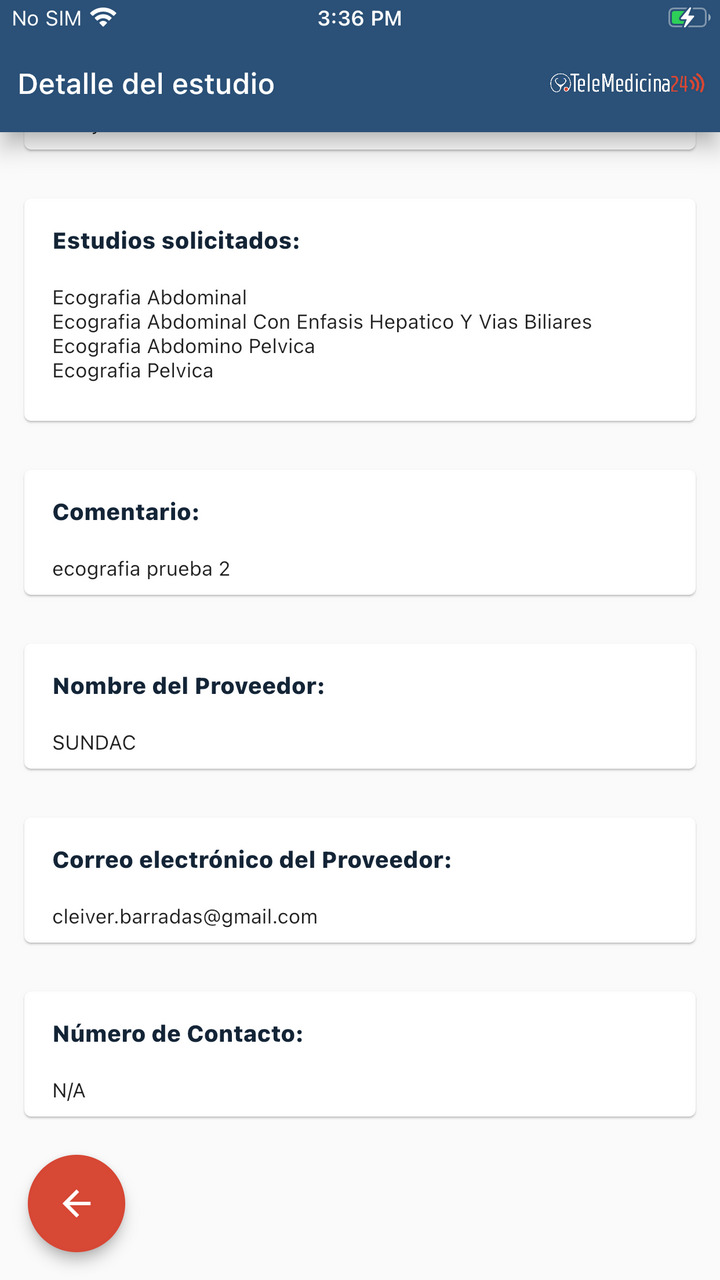 No SIM 3:36 PM
Detalle del estudio TeleMedicina24
Estudios solicitados:
Ecografia Abdominal
Ecografia Abdominal Con Enfasis Hepatico Y Vias Biliares
Ecografia Abdomino Pelvica
Ecografia Pelvica
Comentario:
ecografia prueba 2
Nombre del Proveedor:
SUNDAC
Correo electrónico del Proveedor:
cleiver.barradas@gmail.com
Número de Contacto:
N/A